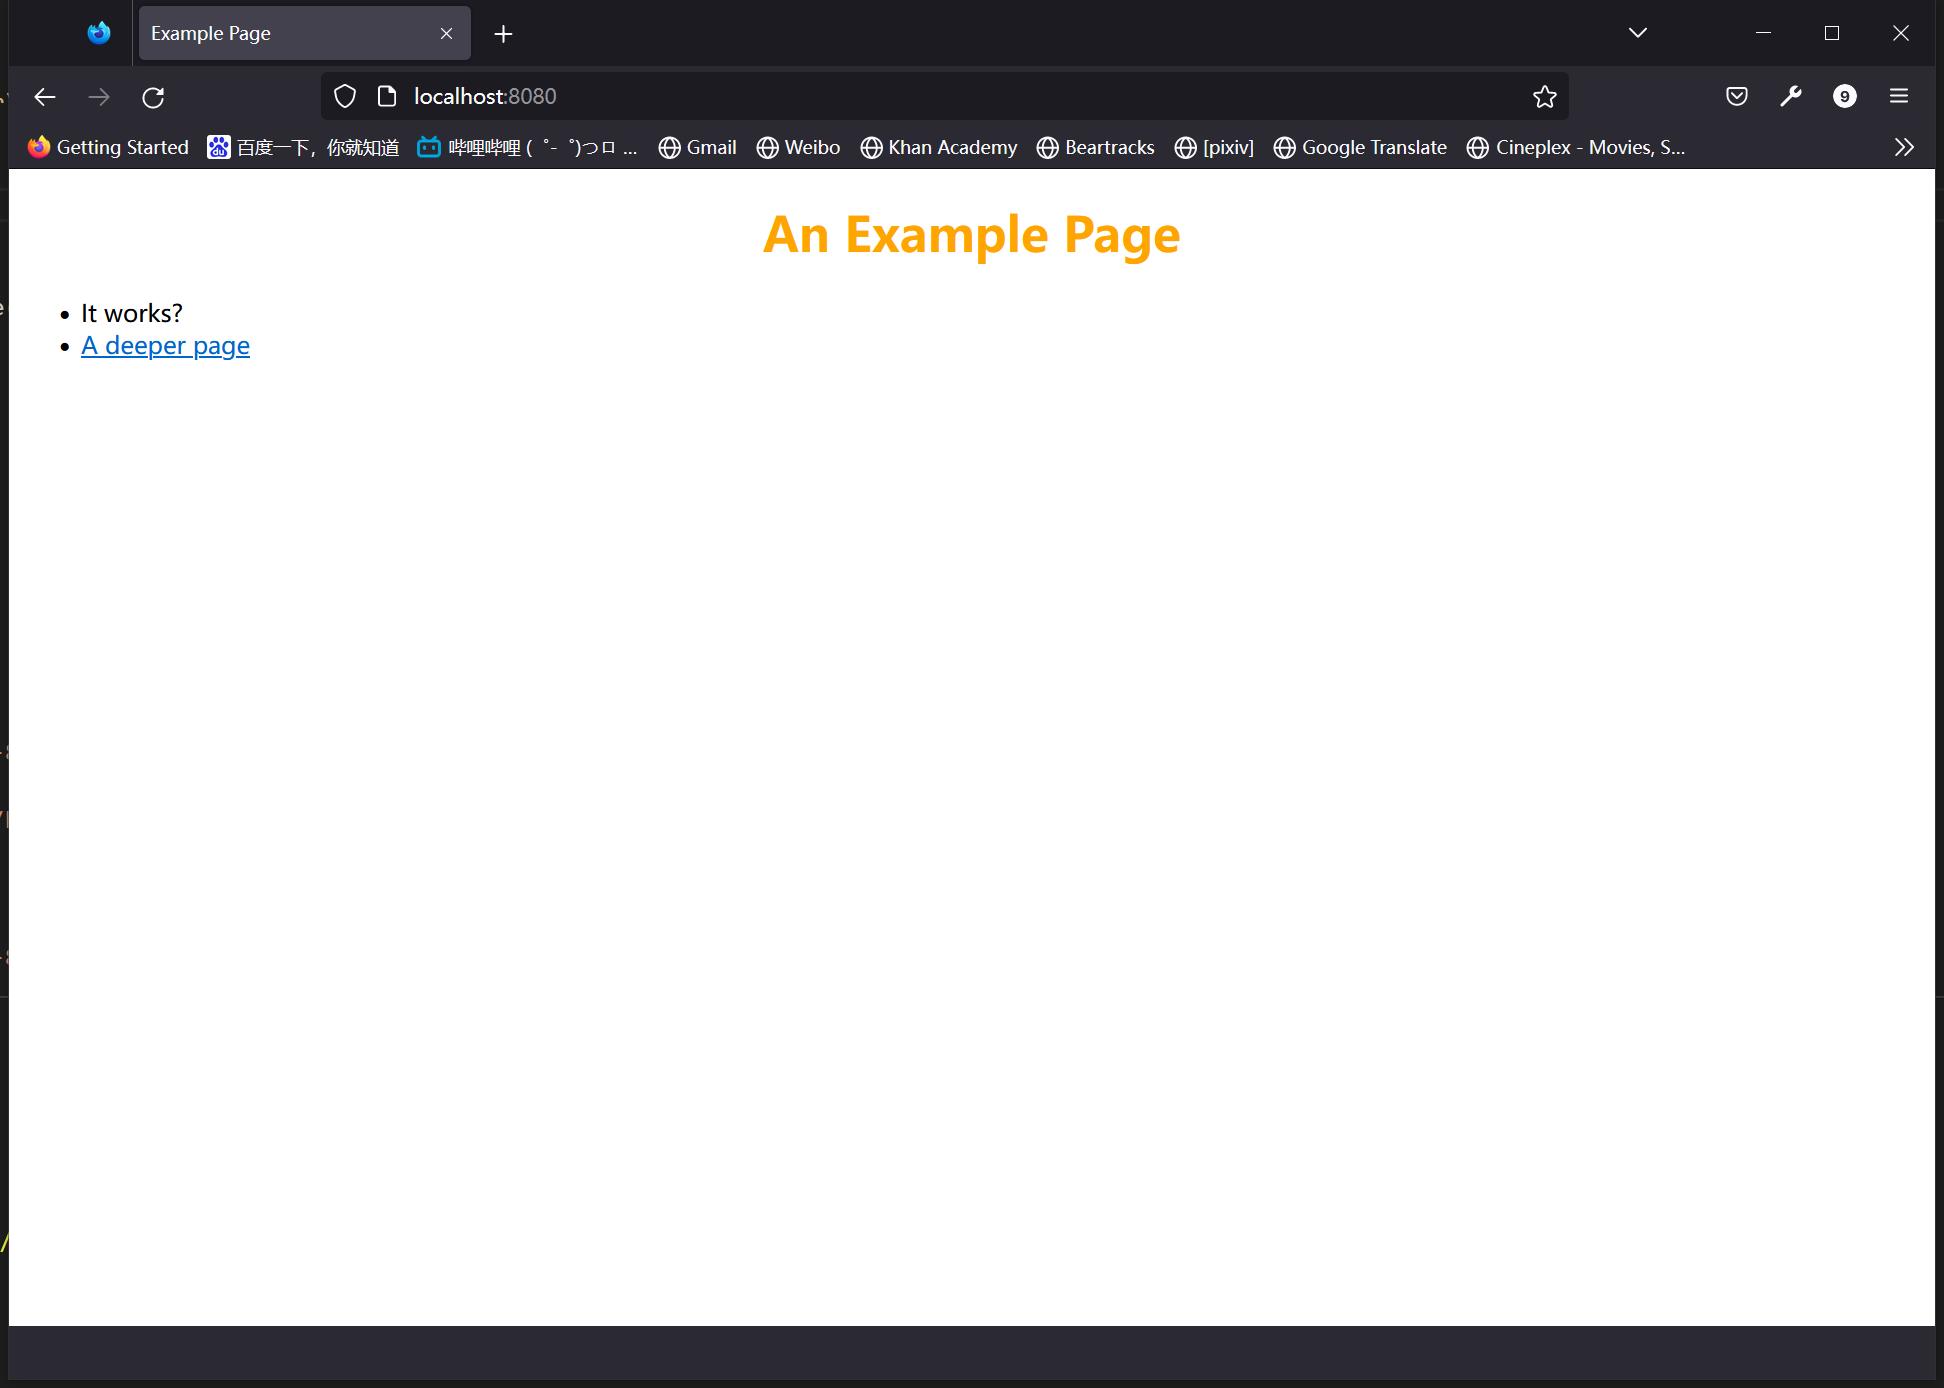 Example Page
localhost:8080
9
Getting Started
du
百度一下，你就知道
哔哩哔哩 ( ゜- ゜)つロ ...
Gmail
Weibo
Khan Academy
Beartracks
[pixiv]
Google Translate
Cineplex - Movies, S...
An Example Page
• It works?
• A deeper page